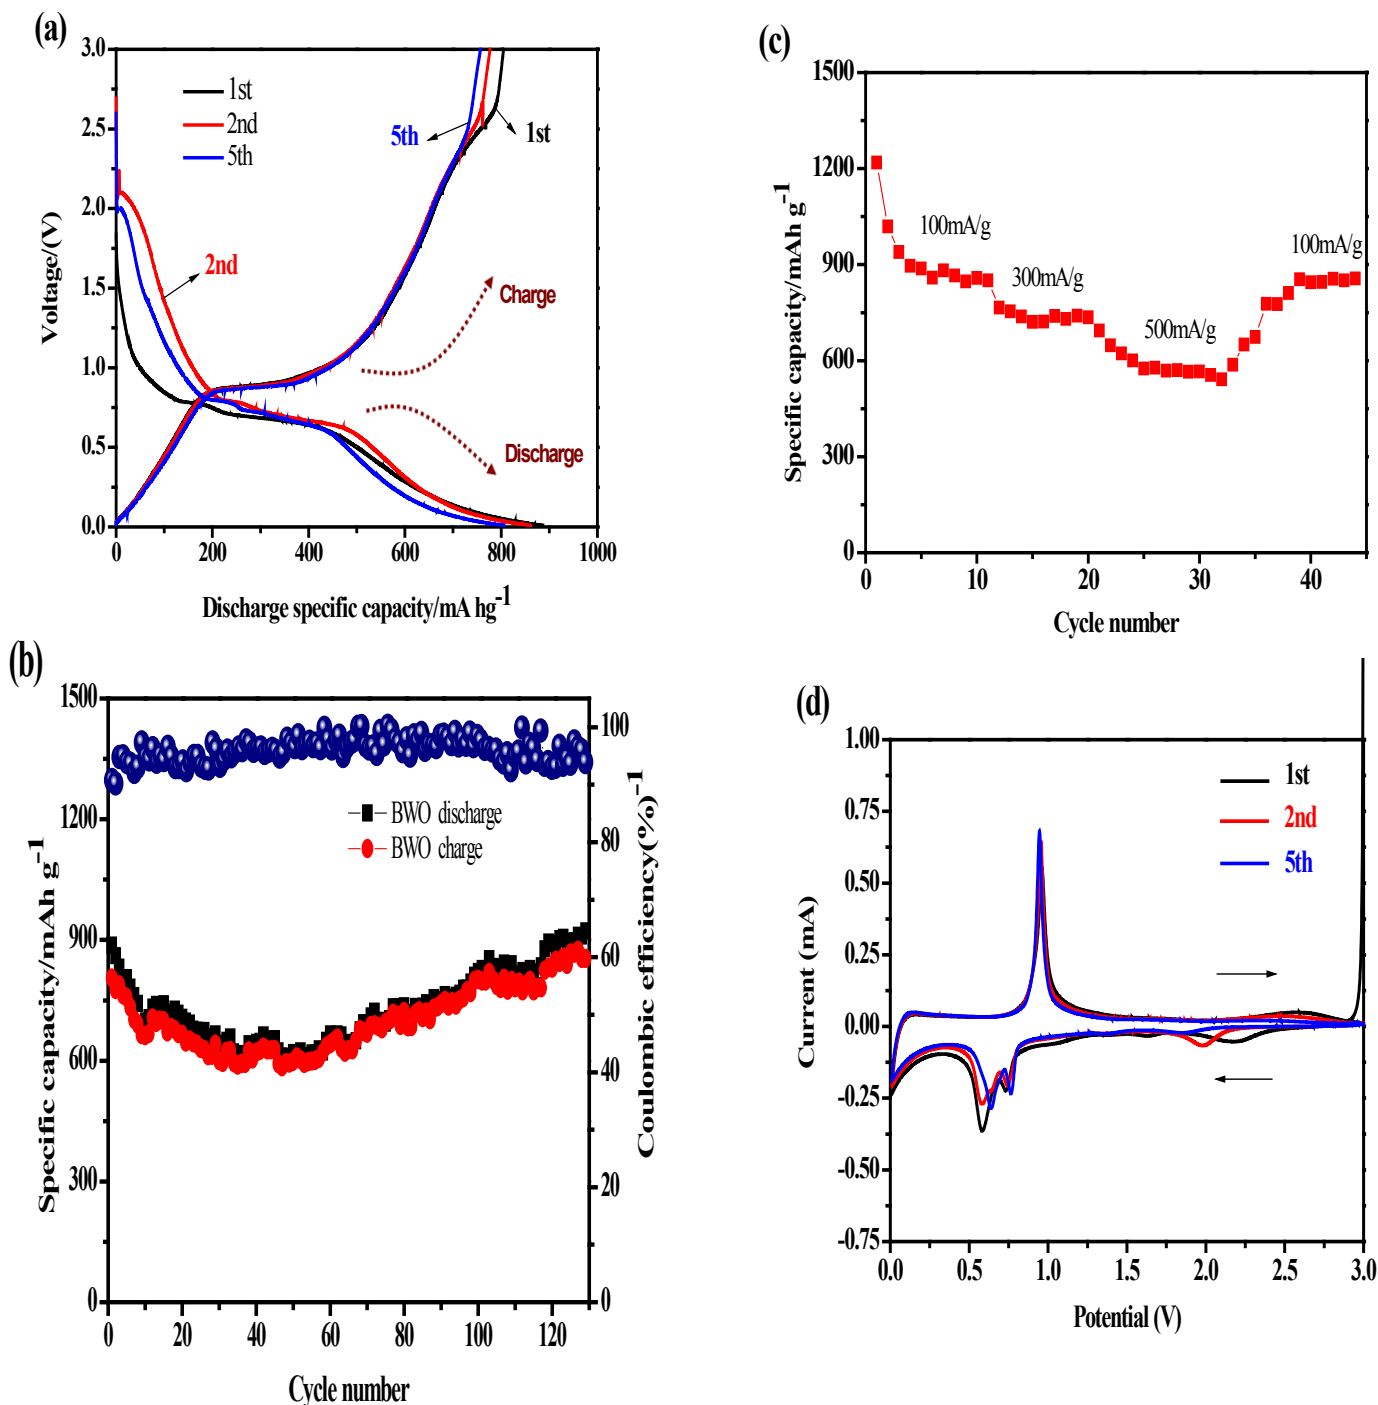 (a)
3.0
2.5
2.0
1.5
1.0
0.5
0.0
Voltage/(V)
1st
2nd
5th
5th
1st
2nd
Charge
Discharge
0 200 400 600 800 1000
Discharge specific capacity/mA hg-1
(c)
1500
1200
900
600
300
0
Specific capacity/mAh g-1
100mA/g
300mA/g
500mA/g
100mA/g
0 10 20 30 40
Cycle number
(b)
1500
1200
900
600
300
0
Specific capacity/mAh g-1
BWO discharge
BWO charge
100
80
60
40
20
0
Coulombic efficiency(%)-1
0 20 40 60 80 100 120
Cycle number
(d)
1.00
0.75
0.50
0.25
0.00
-0.25
-0.50
-0.75
Current (mA)
1st
2nd
5th
0.0 0.5 1.0 1.5 2.0 2.5 3.0
Potential (V)